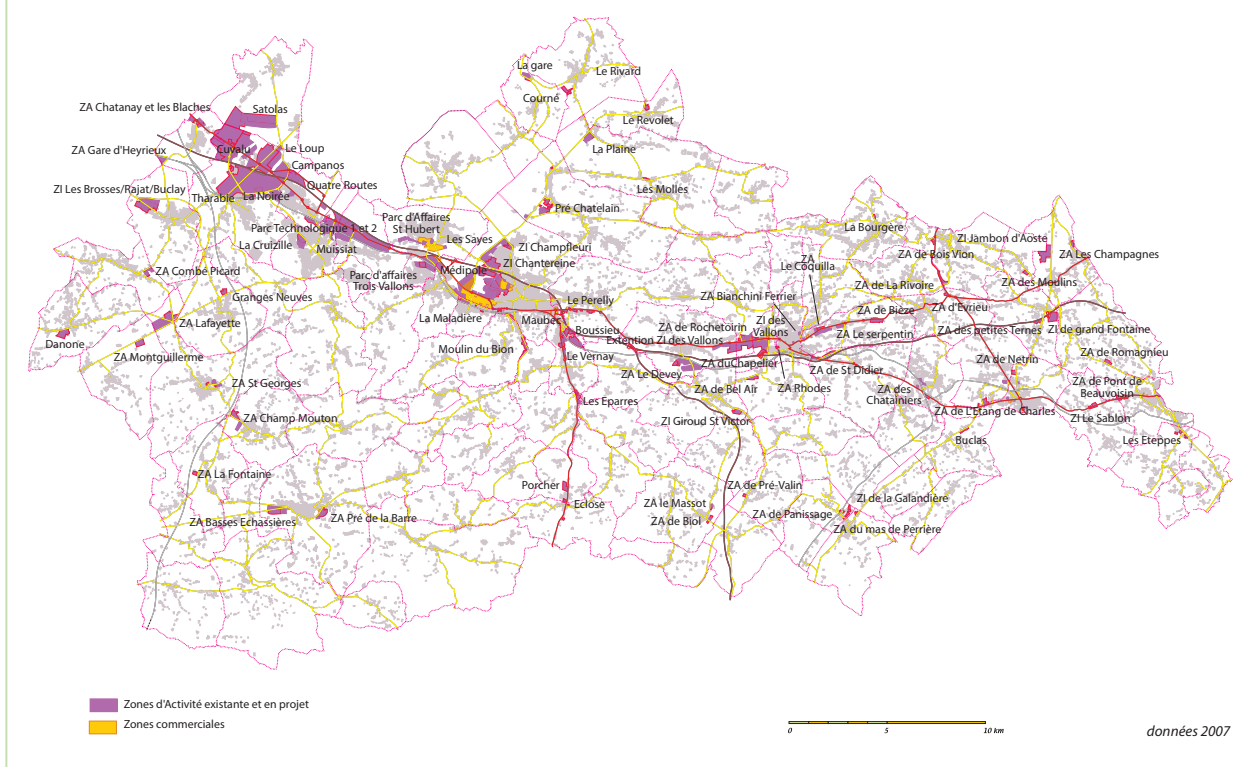 La gare
Le Rivard
Courné
ZA Chatanay et les Blaches
Satolas
Le Revolet
Cuvalu
Le Loup
La Plaine
ZA Gare d'Heyrieux
Campanos
Quatre Routes
Les Molles
ZI Les Brosses/Rajat/Buclay
Tharabie
La Noirée
Pré Chatelain
Parc d'Affaires
St Hubert
Parc Technologique 1 et 2
La Bourgère
La Cruizille
Muissiat
Les Sayes
ZI Champfleuri
ZI Jambon d'Aoste
ZA de Bois Vion
ZA Les Champagnes
ZI Chantereine
Médipole
ZA
Le Coquilla
ZA Combe Picard
Parc d'affaires
Trois Vallons
ZA de La Rivoire
ZA des Moulins
Granges Neuves
ZA Bianchini Ferrier
Le Perelly
ZA d'Evrieu
ZA de Bièze
La Maladière
Maubec
ZA Lafayette
ZA de Rochetoirin
ZI des
Vallons
Boussieu
ZA Le serpentin
ZA des petites Ternes
ZI de grand Fontaine
Danone
Extention ZI des Vallons
ZA Montguillerme
Moulin du Bion
Le Vernay
ZA duChapelier
ZA de Netrin
ZA de Romagnieu
ZA Le Devey
ZA de St Didier
ZA St Georges
ZA de Bel Air
ZA Rhodes
ZA des
Chataîniers
ZA de Pont de
Beauvoisin
Les Eparres
ZA de L'Etang de Charles
ZA Champ Mouton
ZI Giroud St Victor
ZI Le Sablon
Buclas
Les Eteppes
ZA La Fontaine
Porcher
ZA de Pré-Valin
ZI de la Galandière
Eclose
ZA le Massot
ZA de Panissage
ZA Basses Echassières
ZA Pré de la Barre
ZA de Biol
ZA du mas de Perrière
Zones d'Activité existante et en projet
Zones commerciales
0 5 10 km
données 2007